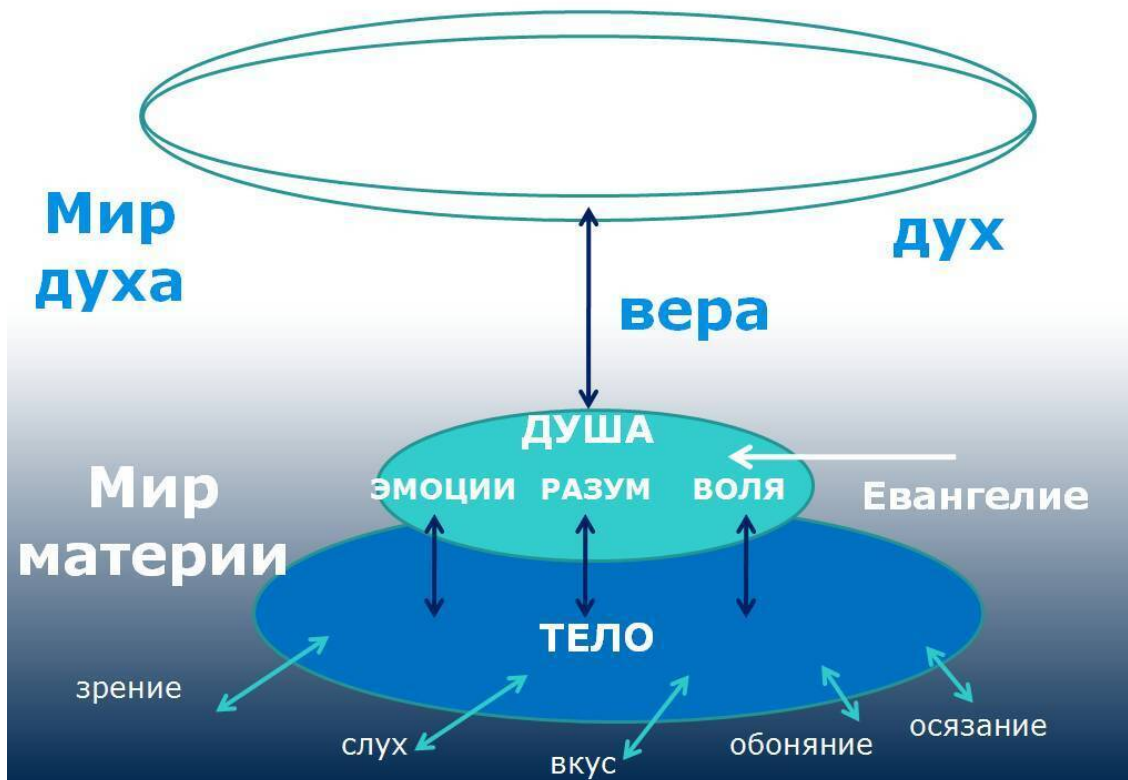 Мир
духа
дух
вера
ДУША
ЭМОЦИИ РАЗУМ ВОЛЯ
Евангелие
Мир
материи
ТЕЛО
зрение
слух
вкус
обоняние
осязание